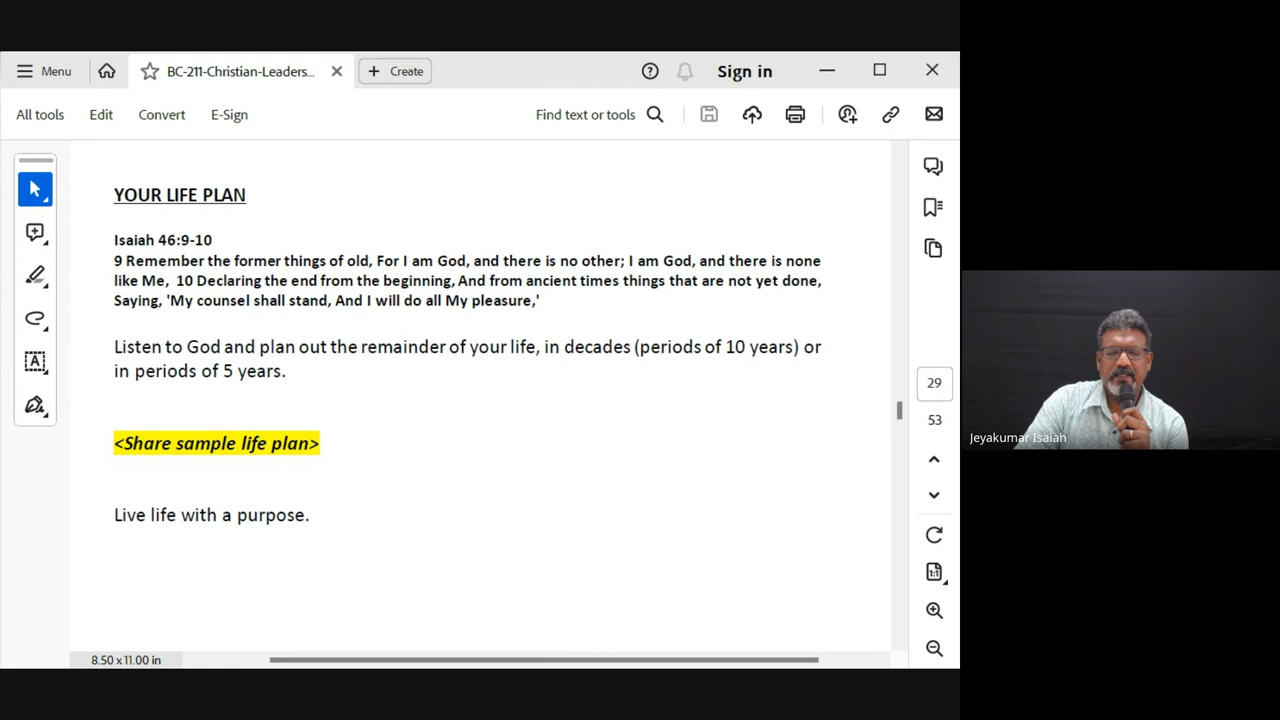 Menu
BC-211-Christian-Leaders...
Create
Sign in
All tools
Edit
Convert
E-Sign
Find text or tools
YOUR LIFE PLAN
Isaiah 46:9-10
9 Remember the former things of old, For I am God, and there is no other; I am God, and there is none
like Me, 10 Declaring the end from the beginning, And from ancient times things that are not yet done,
Saying, 'My counsel shall stand, And I will do all My pleasure,'
Listen to God and plan out the remainder of your life, in decades (periods of 10 years) or
in periods of 5 years.
<Share sample life plan>
Live life with a purpose.
29
53
1:1
8.50 x 11.00 in
Jeyakumar Isaiah